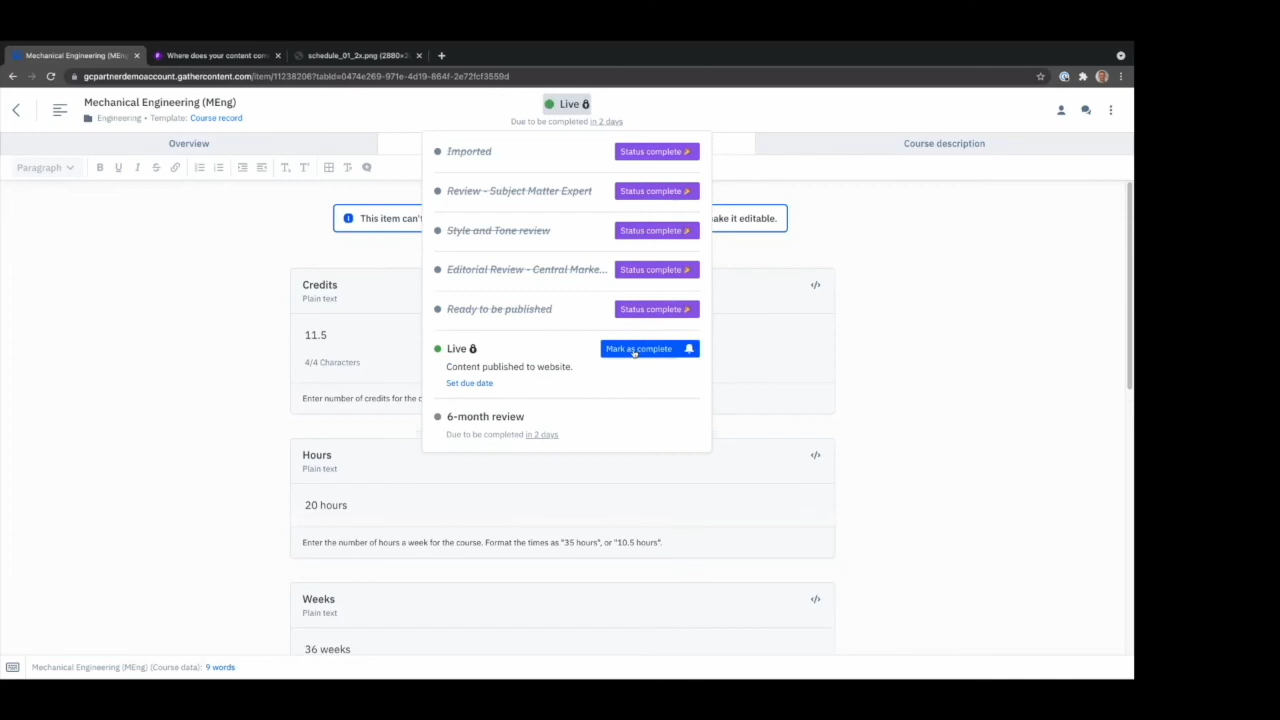 Mechanical Engineering (MEng
Where does your content com
schedule_01_2x.png (2880×2
gcpartnerdemoaccount.gathercontent.com/item/11238206?tabId=0474e269-971e-4d19-864f-2e72fcf3559d
Mechanical Engineering (MEng)
Engineering • Template: Course record
Live
Due to be completed in 2 days
Overview
Course description
Paragraph
Imported
Status complete
Review - Subject Matter Expert
Status complete
This item can't
ake it editable.
Style and Tone review
Status complete
Editorial Review - Central Marke...
Status complete
Ready to be published
Status complete
Live
Mark as complete
Content published to website.
Set due date
6-month review
Due to be completed in 2 days
Credits
Plain text
11.5
4/4 Characters
Enter number of credits for the c
Hours
Plain text
20 hours
Enter the number of hours a week for the course. Format the times as "35 hours", or "10.5 hours".
Weeks
Plain text
36 weeks
Mechanical Engineering (MEng) (Course data): 9 words